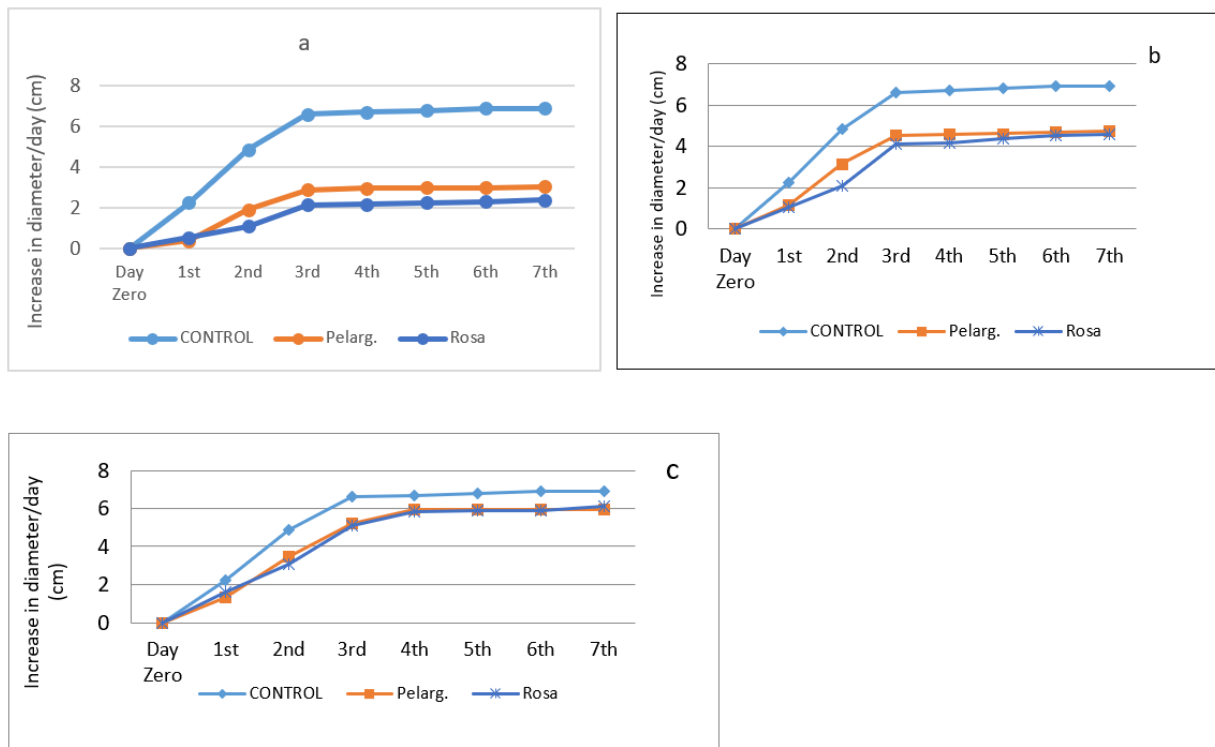 a
Increase in diameter/day (cm)
8
6
4
2
0
Day Zero 1st 2nd 3rd 4th 5th 6th 7th
CONTROL Pelarg. Rosa
b
Increase in diameter/day (cm)
8
6
4
2
0
Day Zero 1st 2nd 3rd 4th 5th 6th 7th
CONTROL Pelarg. Rosa
c
Increase in diameter/day
(cm)
8
6
4
2
0
Day Zero 1st 2nd 3rd 4th 5th 6th 7th
CONTROL Pelarg. Rosa